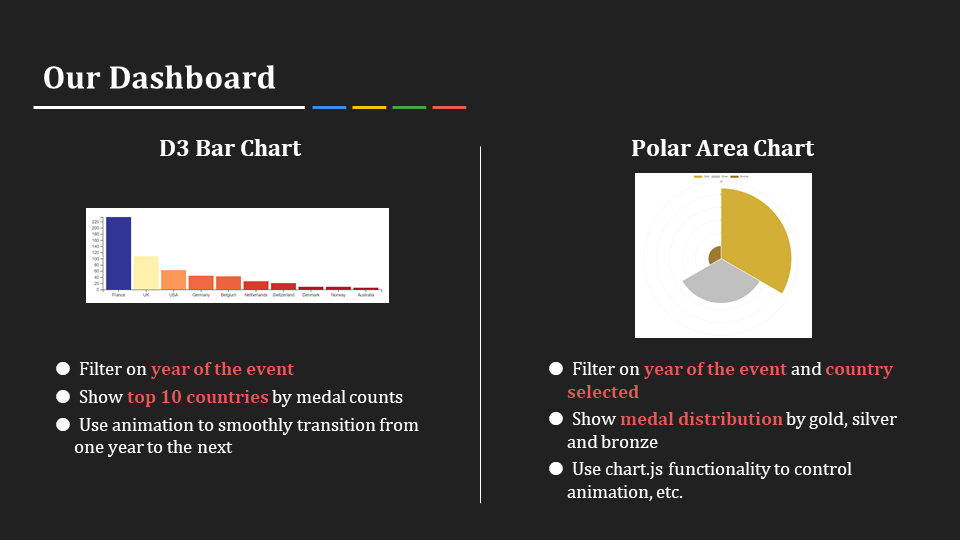 Our Dashboard
D3 Bar Chart
220
200
180
160
140
120
100
80
60
40
20
0
France UK USA Germany Belgium Netherlands Switzerland Denmark Norway Australia
● Filter on year of the event
● Show top 10 countries by medal counts
● Use animation to smoothly transition from
one year to the next
Polar Area Chart
Gold Silver Bronze
● Filter on year of the event and country
selected
● Show medal distribution by gold, silver
and bronze
● Use chart.js functionality to control
animation, etc.